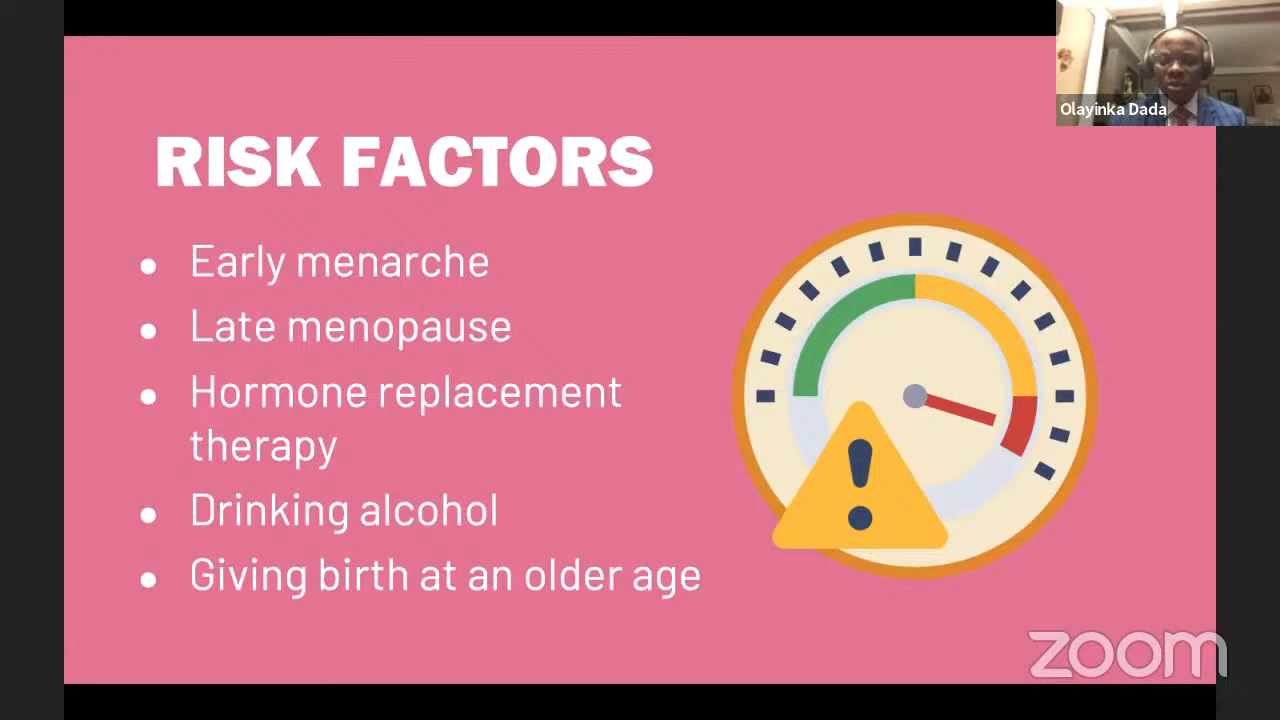 Olayinka Dada
RISK FACTORS
● Early menarche
● Late menopause
● Hormone replacement
therapy
● Drinking alcohol
● Giving birth at an older age
!
zoom